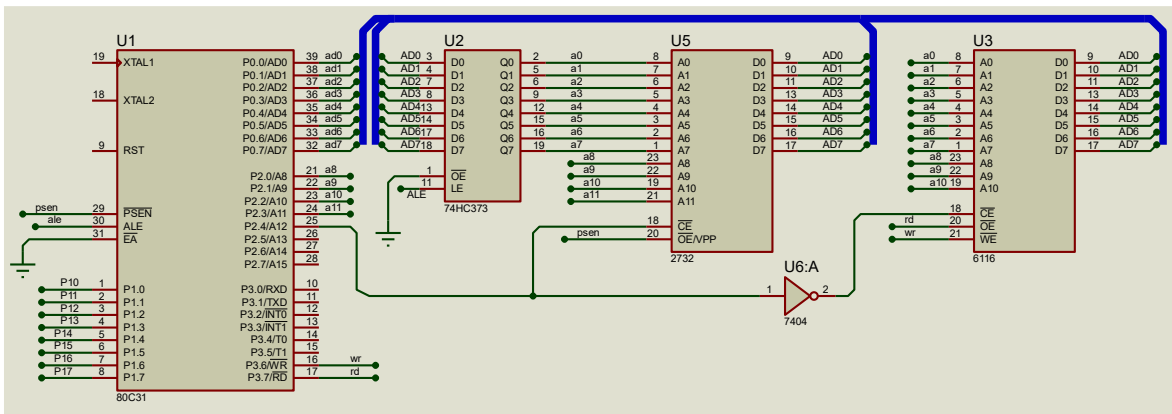 U1
19 XTAL1
18 XTAL2
9 RST
psen 29 PSEN
ale 30 ALE
31 EA
P10 1 P1.0
P11 2 P1.1
P12 3 P1.2
P13 4 P1.3
P14 5 P1.4
P15 6 P1.5
P16 7 P1.6
P17 8 P1.7
P0.0/AD0 39 ad0
P0.1/AD1 38 ad1
P0.2/AD2 37 ad2
P0.3/AD3 36 ad3
P0.4/AD4 35 ad4
P0.5/AD5 34 ad5
P0.6/AD6 33 ad6
P0.7/AD7 32 ad7
P2.0/A8 21 a8
P2.1/A9 22 a9
P2.2/A10 23 a10
P2.3/A11 24 a11
P2.4/A12 25
P2.5/A13 26
P2.6/A14 27
P2.7/A15 28
P3.0/RXD 10
P3.1/TXD 11
P3.2/INT0 12
P3.3/INT1 13
P3.4/T0 14
P3.5/T1 15
P3.6/WR 16 wr
P3.7/RD 17 rd
80C31
U2
AD0 3 D0 Q0 2 a0
AD1 4 D1 Q1 5 a1
AD2 7 D2 Q2 6 a2
AD3 8 D3 Q3 9 a3
AD4 13 D4 Q4 12 a4
AD5 14 D5 Q5 15 a5
AD6 17 D6 Q6 16 a6
AD7 18 D7 Q7 19 a7
1 OE
ALE 11 LE
74HC373
U5
8 A0 D0 9 AD0
7 A1 D1 10 AD1
6 A2 D2 11 AD2
5 A3 D3 13 AD3
4 A4 D4 14 AD4
3 A5 D5 15 AD5
2 A6 D6 16 AD6
1 A7 D7 17 AD7
a8 23 A8
a9 22 A9
a10 19 A10
a11 21 A11
18 CE
psen 20 OE/VPP
2732
U6:A
1 2
7404
U3
a0 8 A0 D0 9 AD0
a1 7 A1 D1 10 AD1
a2 6 A2 D2 11 AD2
a3 5 A3 D3 13 AD3
a4 4 A4 D4 14 AD4
a5 3 A5 D5 15 AD5
a6 2 A6 D6 16 AD6
a7 1 A7 D7 17 AD7
a8 23 A8
a9 22 A9
a10 19 A10
18 CE
rd 20 OE
wr 21 WE
6116